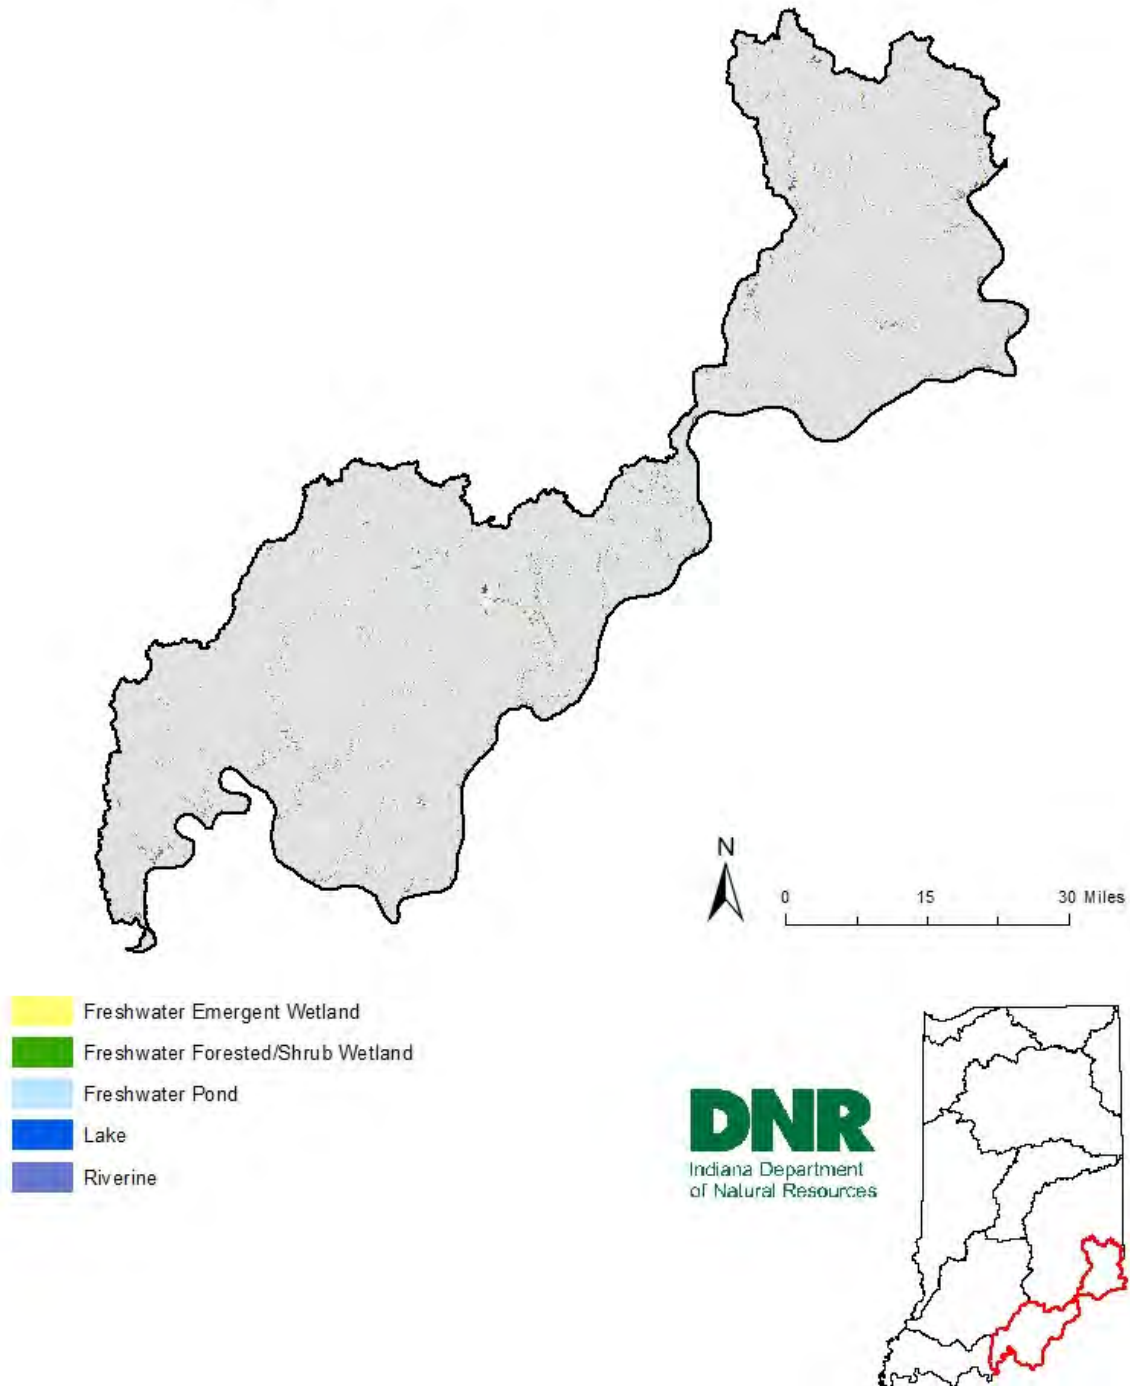 N
0 15 30 Miles
Freshwater Emergent Wetland
Freshwater Forested/Shrub Wetland
Freshwater Pond
Lake
Riverine
DNR
Indiana Department
of Natural Resources